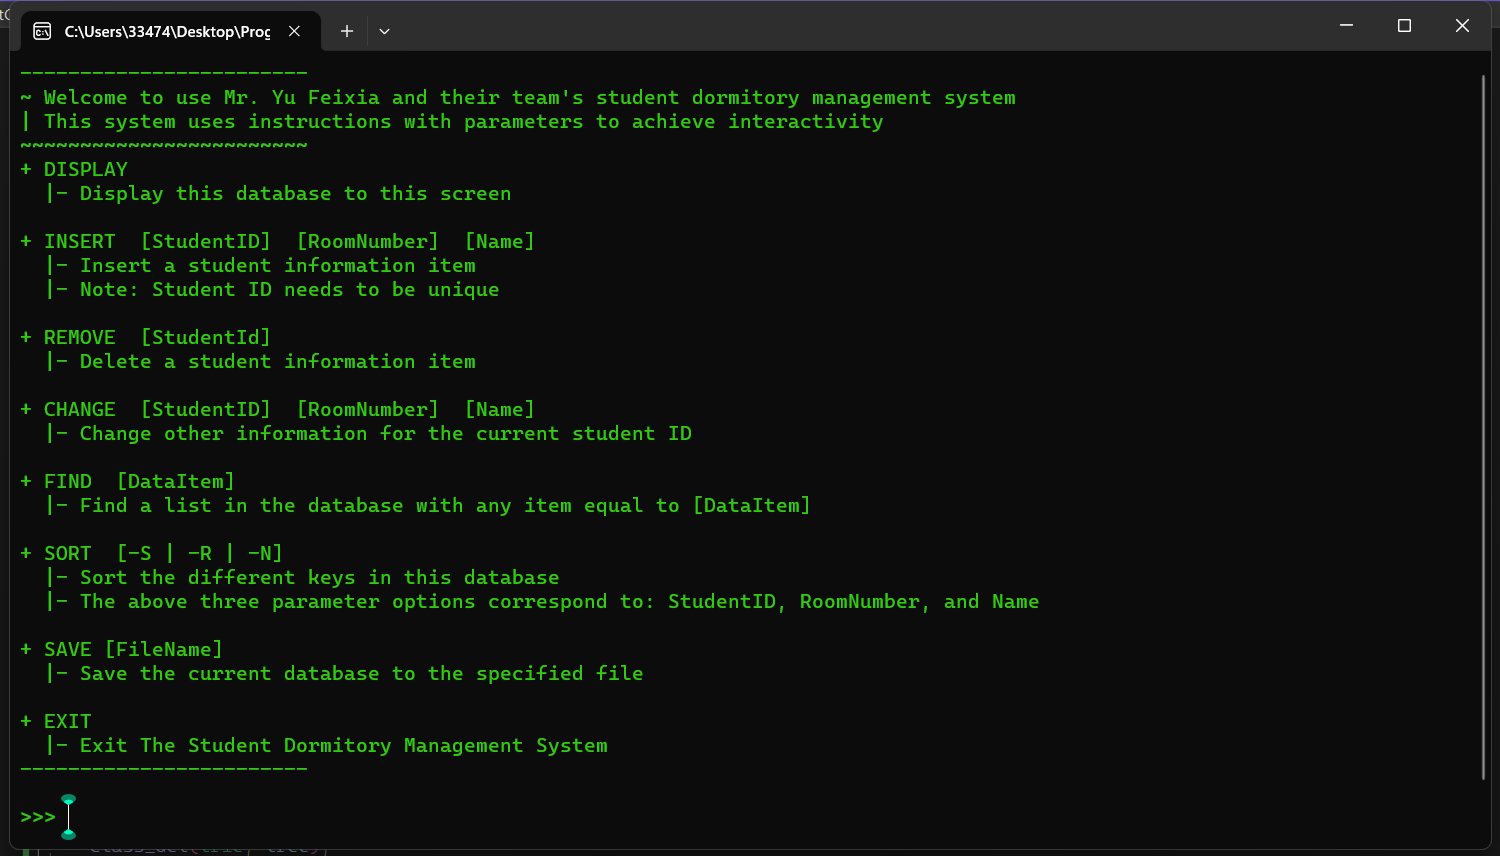 C:\Users\33474\Desktop\Prog
------------------------
~ Welcome to use Mr. Yu Feixia and their team's student dormitory management system
| This system uses instructions with parameters to achieve interactivity
~~~~~~~~~~~~~~~~~~~~~~~~
+ DISPLAY
  |- Display this database to this screen
+ INSERT  [StudentID]  [RoomNumber]  [Name]
  |- Insert a student information item
  |- Note: Student ID needs to be unique
+ REMOVE  [StudentId]
  |- Delete a student information item
+ CHANGE  [StudentID]  [RoomNumber]  [Name]
  |- Change other information for the current student ID
+ FIND  [DataItem]
  |- Find a list in the database with any item equal to [DataItem]
+ SORT  [-S | -R | -N]
  |- Sort the different keys in this database
  |- The above three parameter options correspond to: StudentID, RoomNumber, and Name
+ SAVE [FileName]
  |- Save the current database to the specified file
+ EXIT
  |- Exit The Student Dormitory Management System
------------------------
>>>